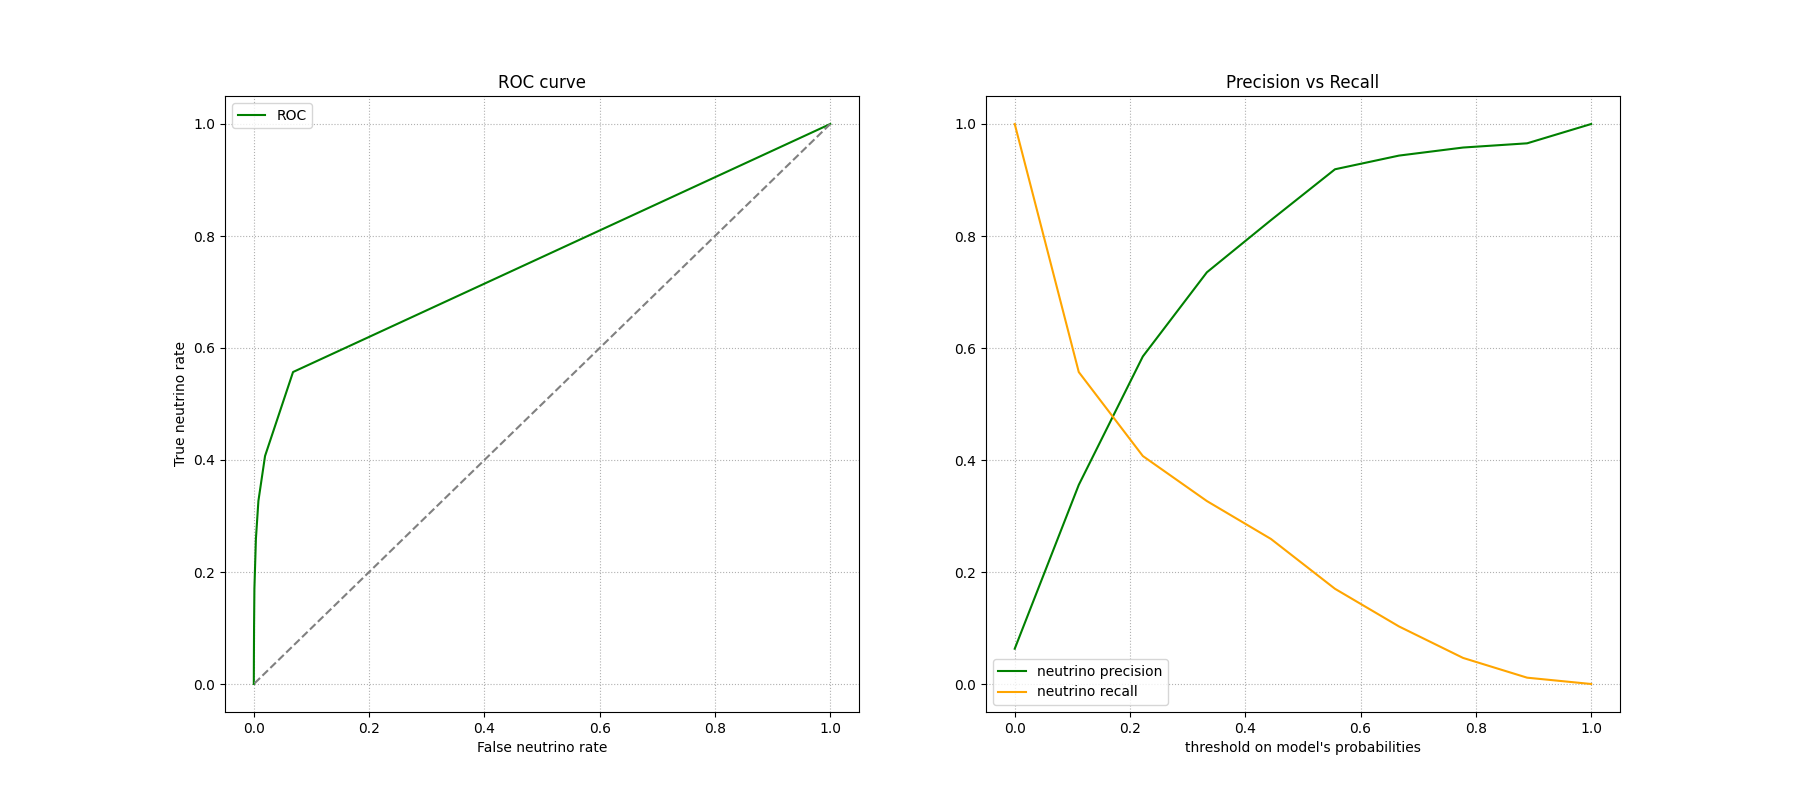 ROC curve
ROC
1.0
0.8
0.6
0.4
0.2
0.0
True neutrino rate
0.0 0.2 0.4 0.6 0.8 1.0
False neutrino rate
Precision vs Recall
1.0
0.8
0.6
0.4
0.2
0.0
neutrino precision
neutrino recall
0.0 0.2 0.4 0.6 0.8 1.0
threshold on model's probabilities